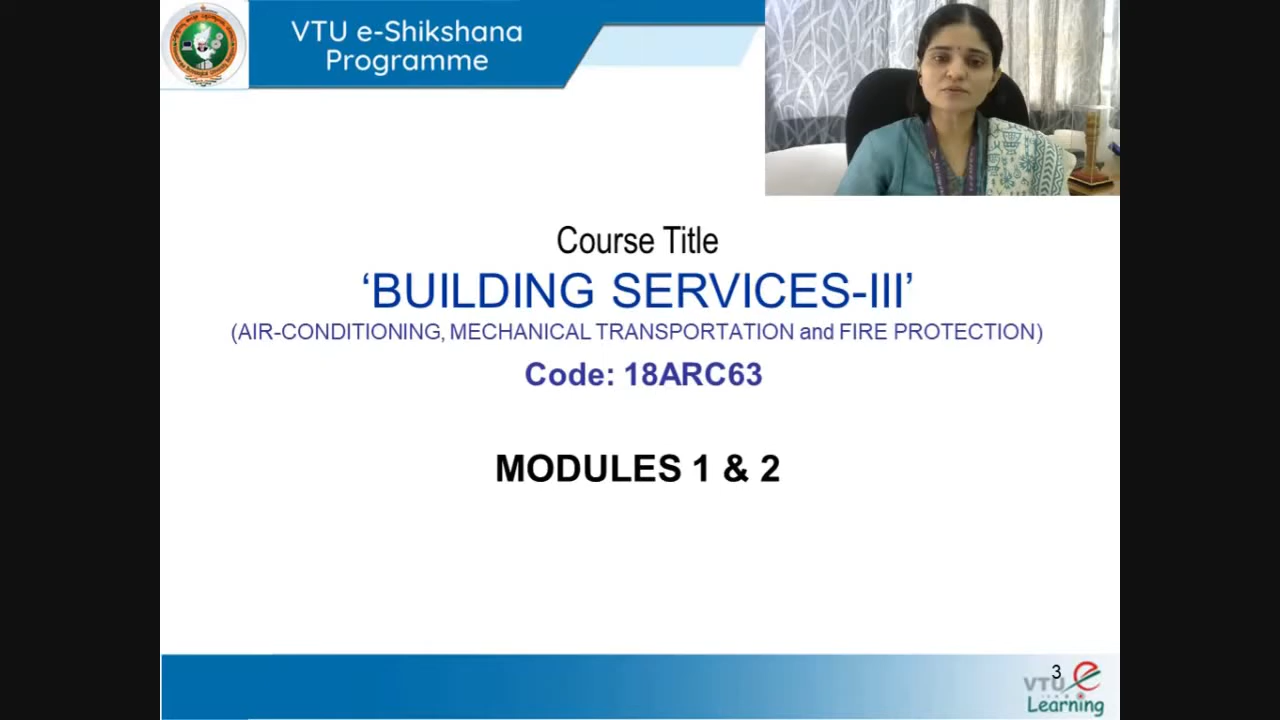 VTU e-Shikshana
Programme
Course Title
‘BUILDING SERVICES-III’
(AIR-CONDITIONING, MECHANICAL TRANSPORTATION and FIRE PROTECTION)
Code: 18ARC63
MODULES 1 & 2
3
VTU e
Learning